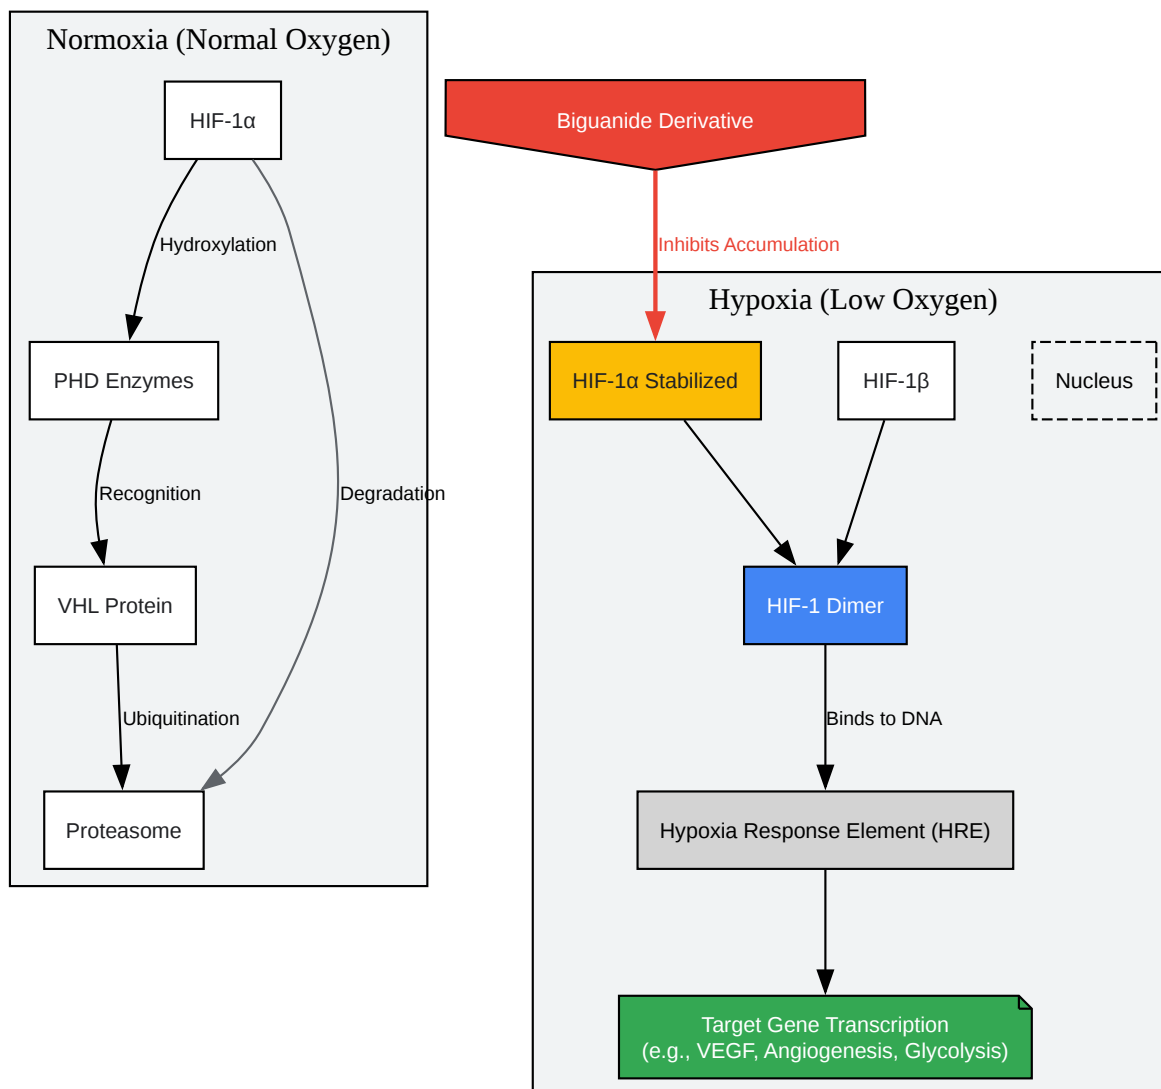 Normoxia (Normal Oxygen)
HIF-1α
Hydroxylation
PHD Enzymes
Recognition
Degradation
VHL Protein
Ubiquitination
Proteasome
Biguanide Derivative
Inhibits Accumulation
Hypoxia (Low Oxygen)
HIF-1α Stabilized
HIF-1β
Nucleus
HIF-1 Dimer
Binds to DNA
Hypoxia Response Element (HRE)
Target Gene Transcription
(e.g., VEGF, Angiogenesis, Glycolysis)